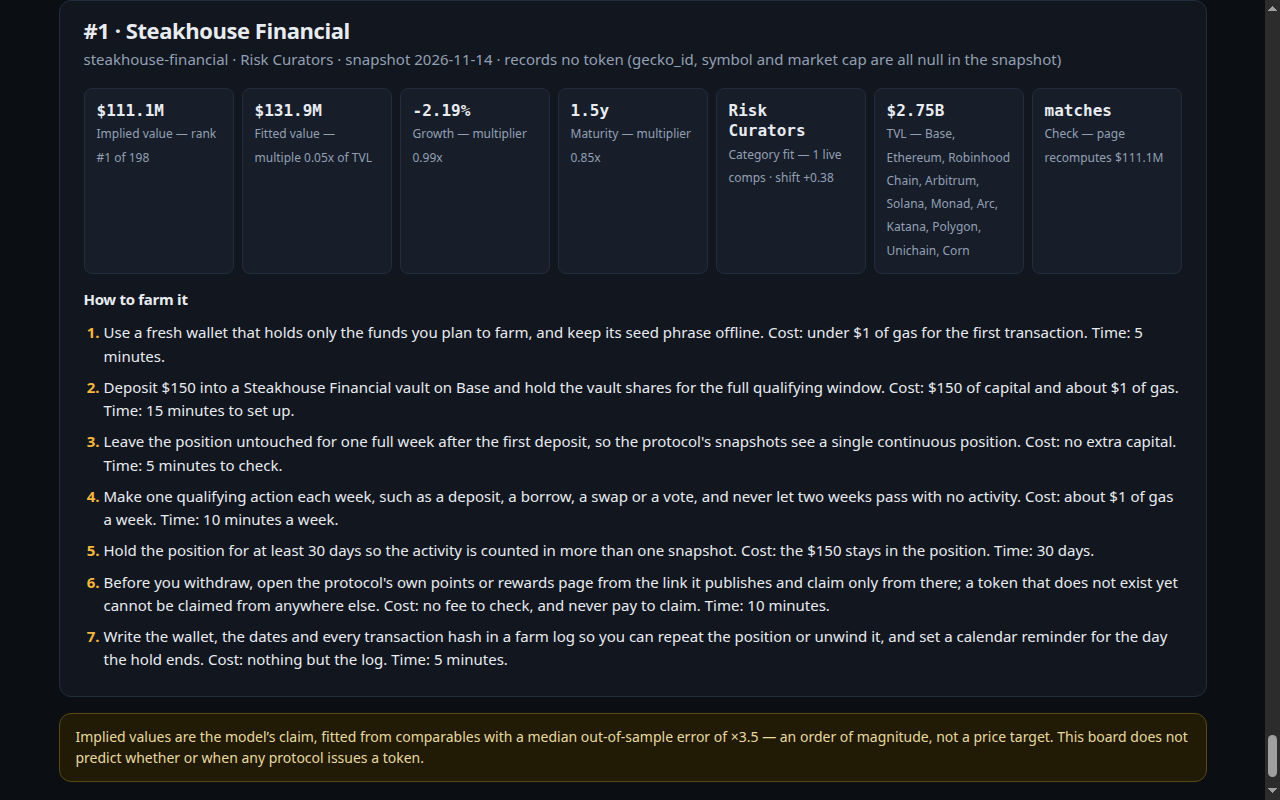 #1 · Steakhouse Financial
steakhouse-financial · Risk Curators · snapshot 2026-11-14 · records no token (gecko_id, symbol and market cap are all null in the snapshot)
$111.1M
Implied value — rank
#1 of 198
$131.9M
Fitted value —
multiple 0.05x of TVL
-2.19%
Growth — multiplier
0.99x
1.5y
Maturity — multiplier
0.85x
Risk
Curators
Category fit — 1 live
comps · shift +0.38
$2.75B
TVL — Base,
Ethereum, Robinhood
Chain, Arbitrum,
Solana, Monad, Arc,
Katana, Polygon,
Unichain, Corn
matches
Check — page
recomputes $111.1M
How to farm it
1. Use a fresh wallet that holds only the funds you plan to farm, and keep its seed phrase offline. Cost: under $1 of gas for the first transaction. Time: 5
minutes.
2. Deposit $150 into a Steakhouse Financial vault on Base and hold the vault shares for the full qualifying window. Cost: $150 of capital and about $1 of gas.
Time: 15 minutes to set up.
3. Leave the position untouched for one full week after the first deposit, so the protocol's snapshots see a single continuous position. Cost: no extra capital.
Time: 5 minutes to check.
4. Make one qualifying action each week, such as a deposit, a borrow, a swap or a vote, and never let two weeks pass with no activity. Cost: about $1 of gas
a week. Time: 10 minutes a week.
5. Hold the position for at least 30 days so the activity is counted in more than one snapshot. Cost: the $150 stays in the position. Time: 30 days.
6. Before you withdraw, open the protocol's own points or rewards page from the link it publishes and claim only from there; a token that does not exist yet
cannot be claimed from anywhere else. Cost: no fee to check, and never pay to claim. Time: 10 minutes.
7. Write the wallet, the dates and every transaction hash in a farm log so you can repeat the position or unwind it, and set a calendar reminder for the day
the hold ends. Cost: nothing but the log. Time: 5 minutes.
Implied values are the model’s claim, fitted from comparables with a median out-of-sample error of ×3.5 — an order of magnitude, not a price target. This board does not
predict whether or when any protocol issues a token.